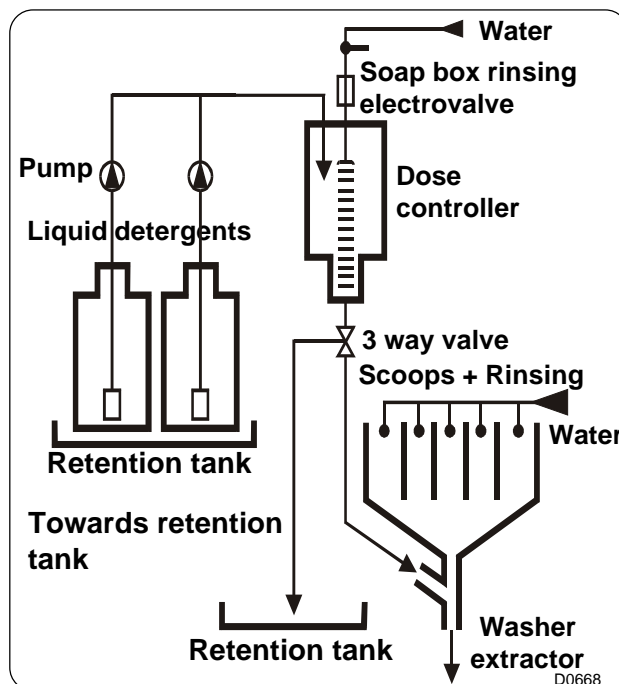 Water
Soap box rinsing
electrovalve
Pump
Dose
controller
Liquid detergents
3 way valve
Scoops + Rinsing
Water
Retention tank
Towards retention
tank
Retention tank
Washer
extractor
D0668